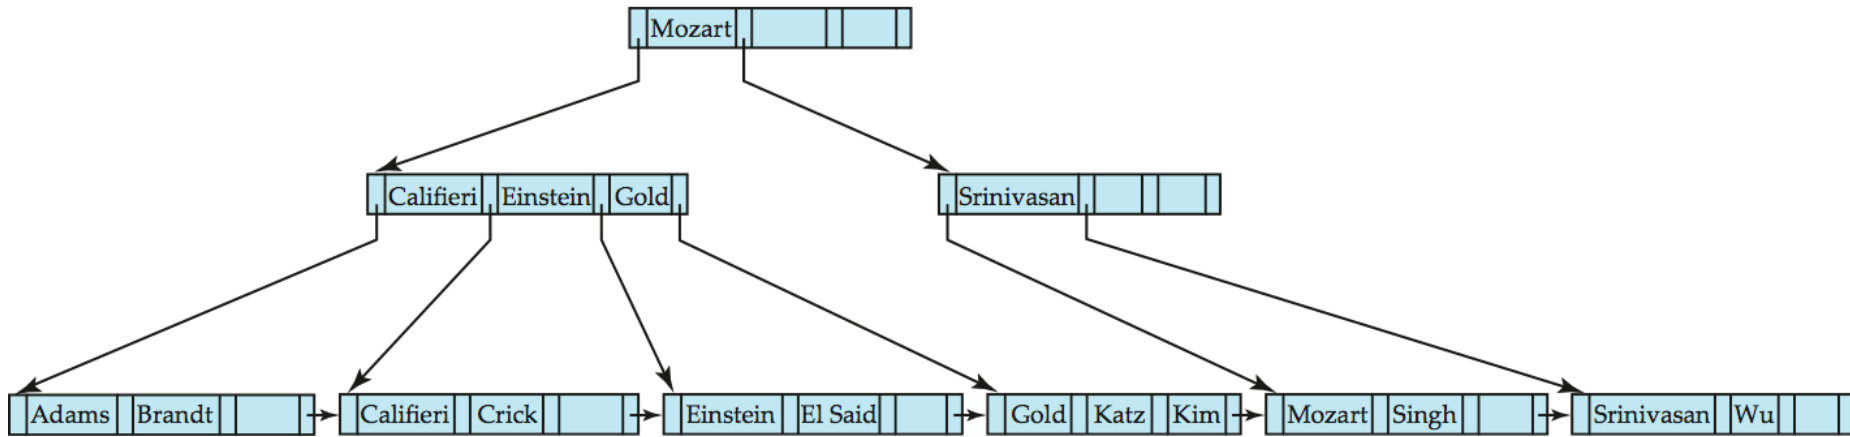 Mozart
Califieri Einstein Gold Srinivasan
Adams Brandt Califieri Crick Einstein El Said Gold Katz Kim Mozart Singh Srinivasan Wu